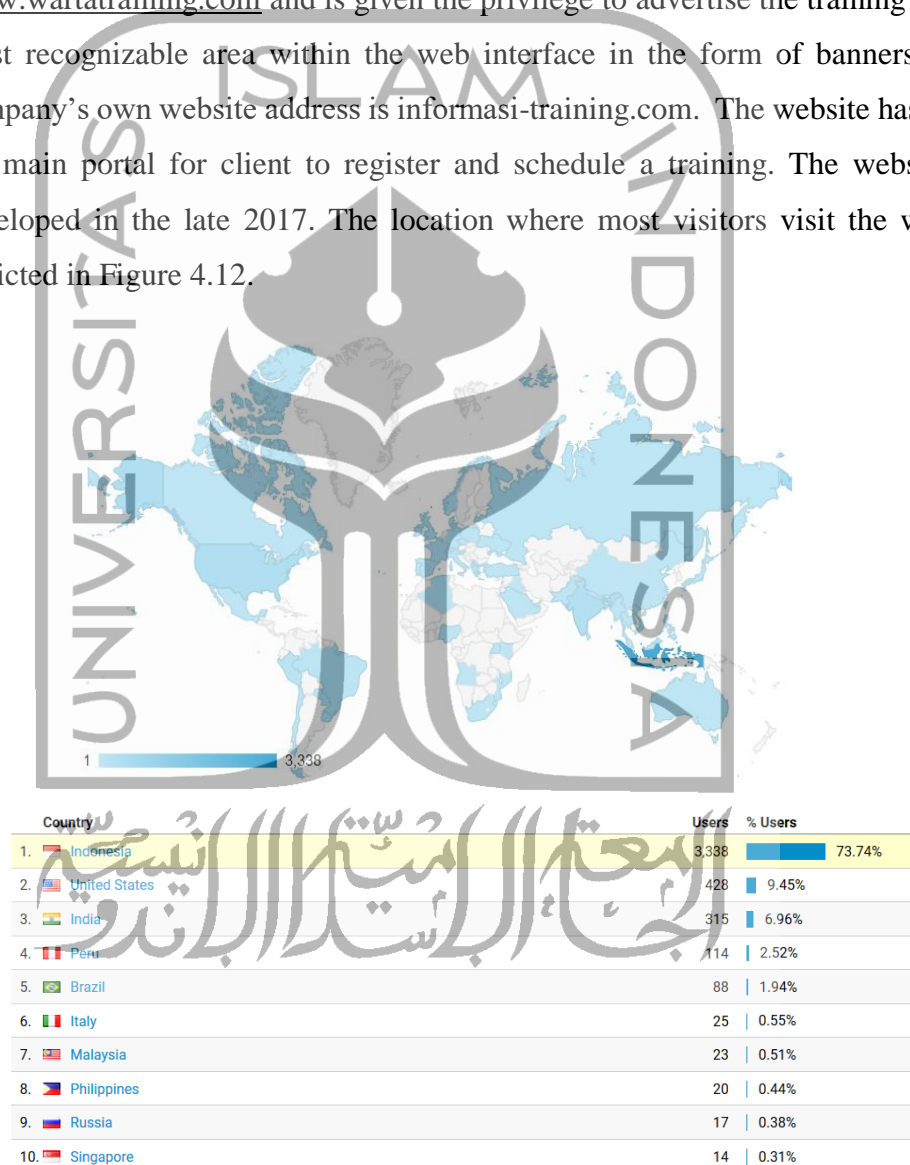 w.wartatraining.com and is given the privilege to advertise the training
st recognizable area within the web interface in the form of banners
npany's own website address is informasi-training.com. The website has
main portal for client to register and schedule a training. The webs
eloped in the late 2017. The location where most visitors visit the w
icted in Figure 4.12.
UNIVERSITAS
ISLAM
INDONESIA
1 3,338
Country Users % Users
1. Indonesia 3,338 73.74%
2. United States 428 9.45%
3. India 315 6.96%
4. Peru 114 2.52%
5. Brazil 88 1.94%
6. Italy 25 0.55%
7. Malaysia 23 0.51%
8. Philippines 20 0.44%
9. Russia 17 0.38%
10. Singapore 14 0.31%